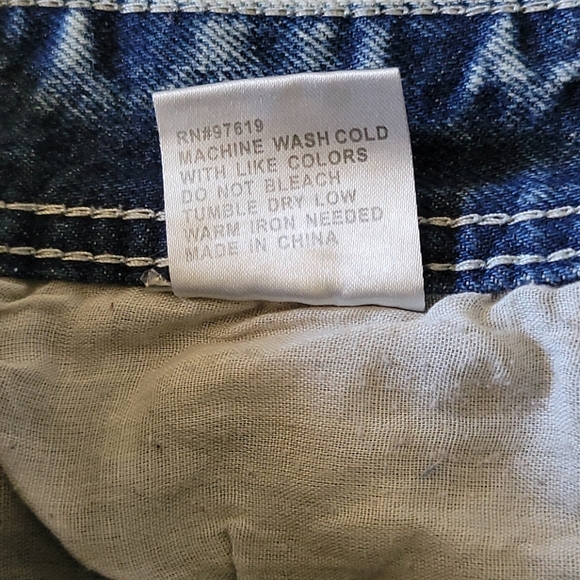 RN#97619
MACHINE WASH COLD
WITH LIKE COLORS
DO NOT BLEACH
TUMBLE DRY LOW
WARM IRON NEEDED
MADE IN CHINA